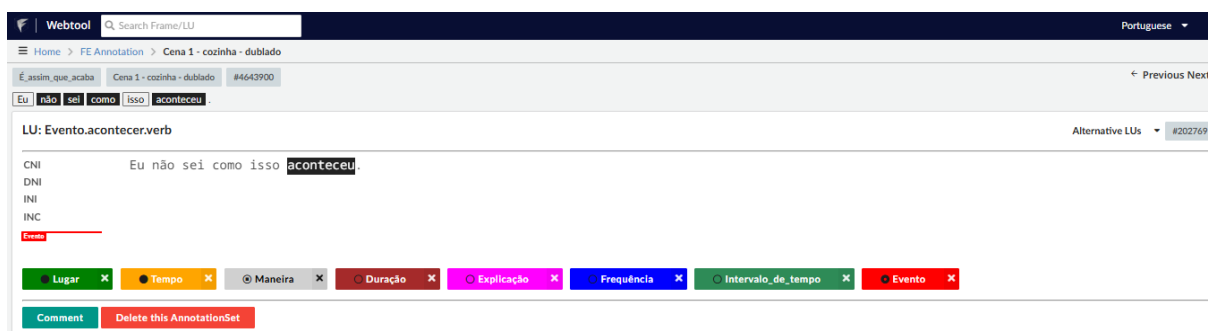 Webtool Search Frame/LU Portuguese
Home > FE Annotation > Cena 1 - cozinha - dublado
É_assim_que_acaba Cena 1 - cozinha - dublado #4643900 ← Previous Next
Eu não sei como isso aconteceu .
LU: Evento.acontecer.verb Alternative LUs #202769
CNI Eu não sei como isso aconteceu.
DNI
INI
INC
Evento
Lugar × Tempo × Maneira × Duração × Explicação × Frequência × Intervalo_de_tempo × Evento ×
Comment Delete this AnnotationSet